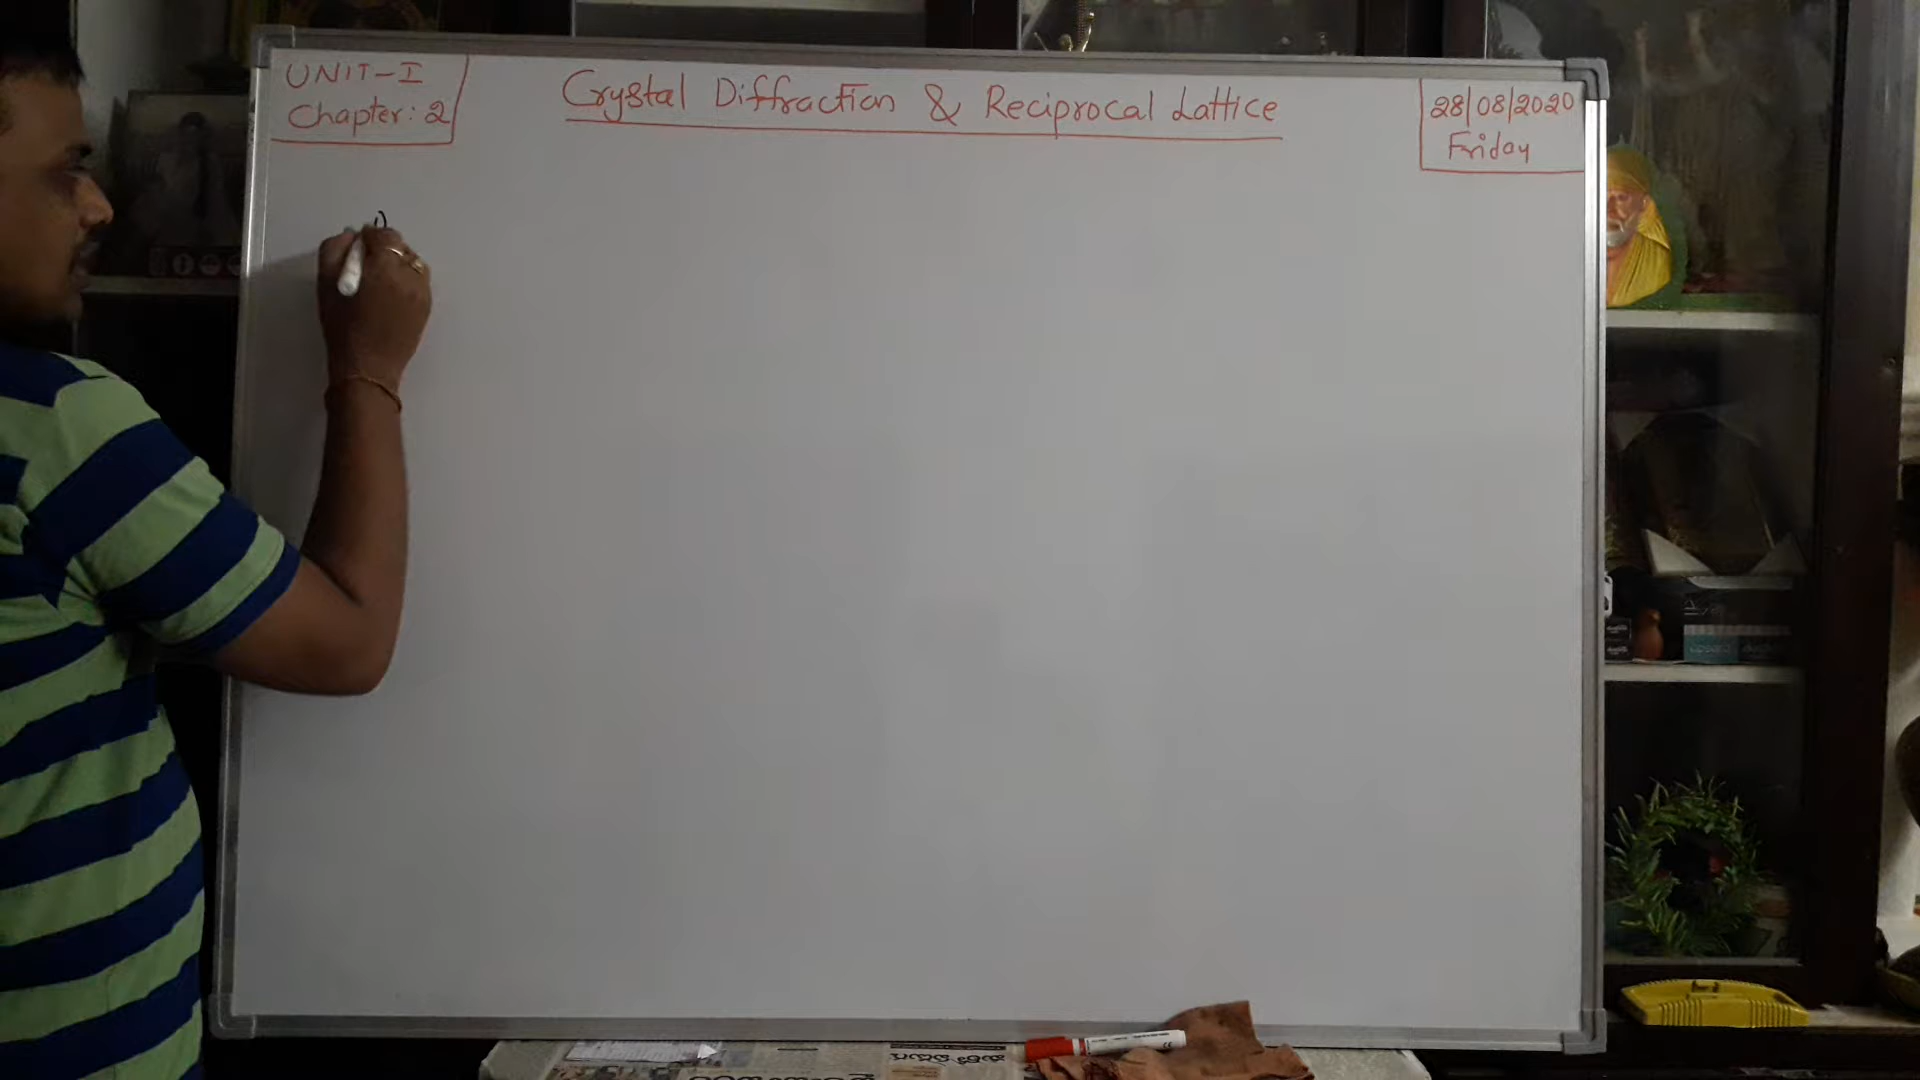 UNIT-I
Chapter: 2
Crystal Diffraction & Reciprocal Lattice
28/08/2020
Friday